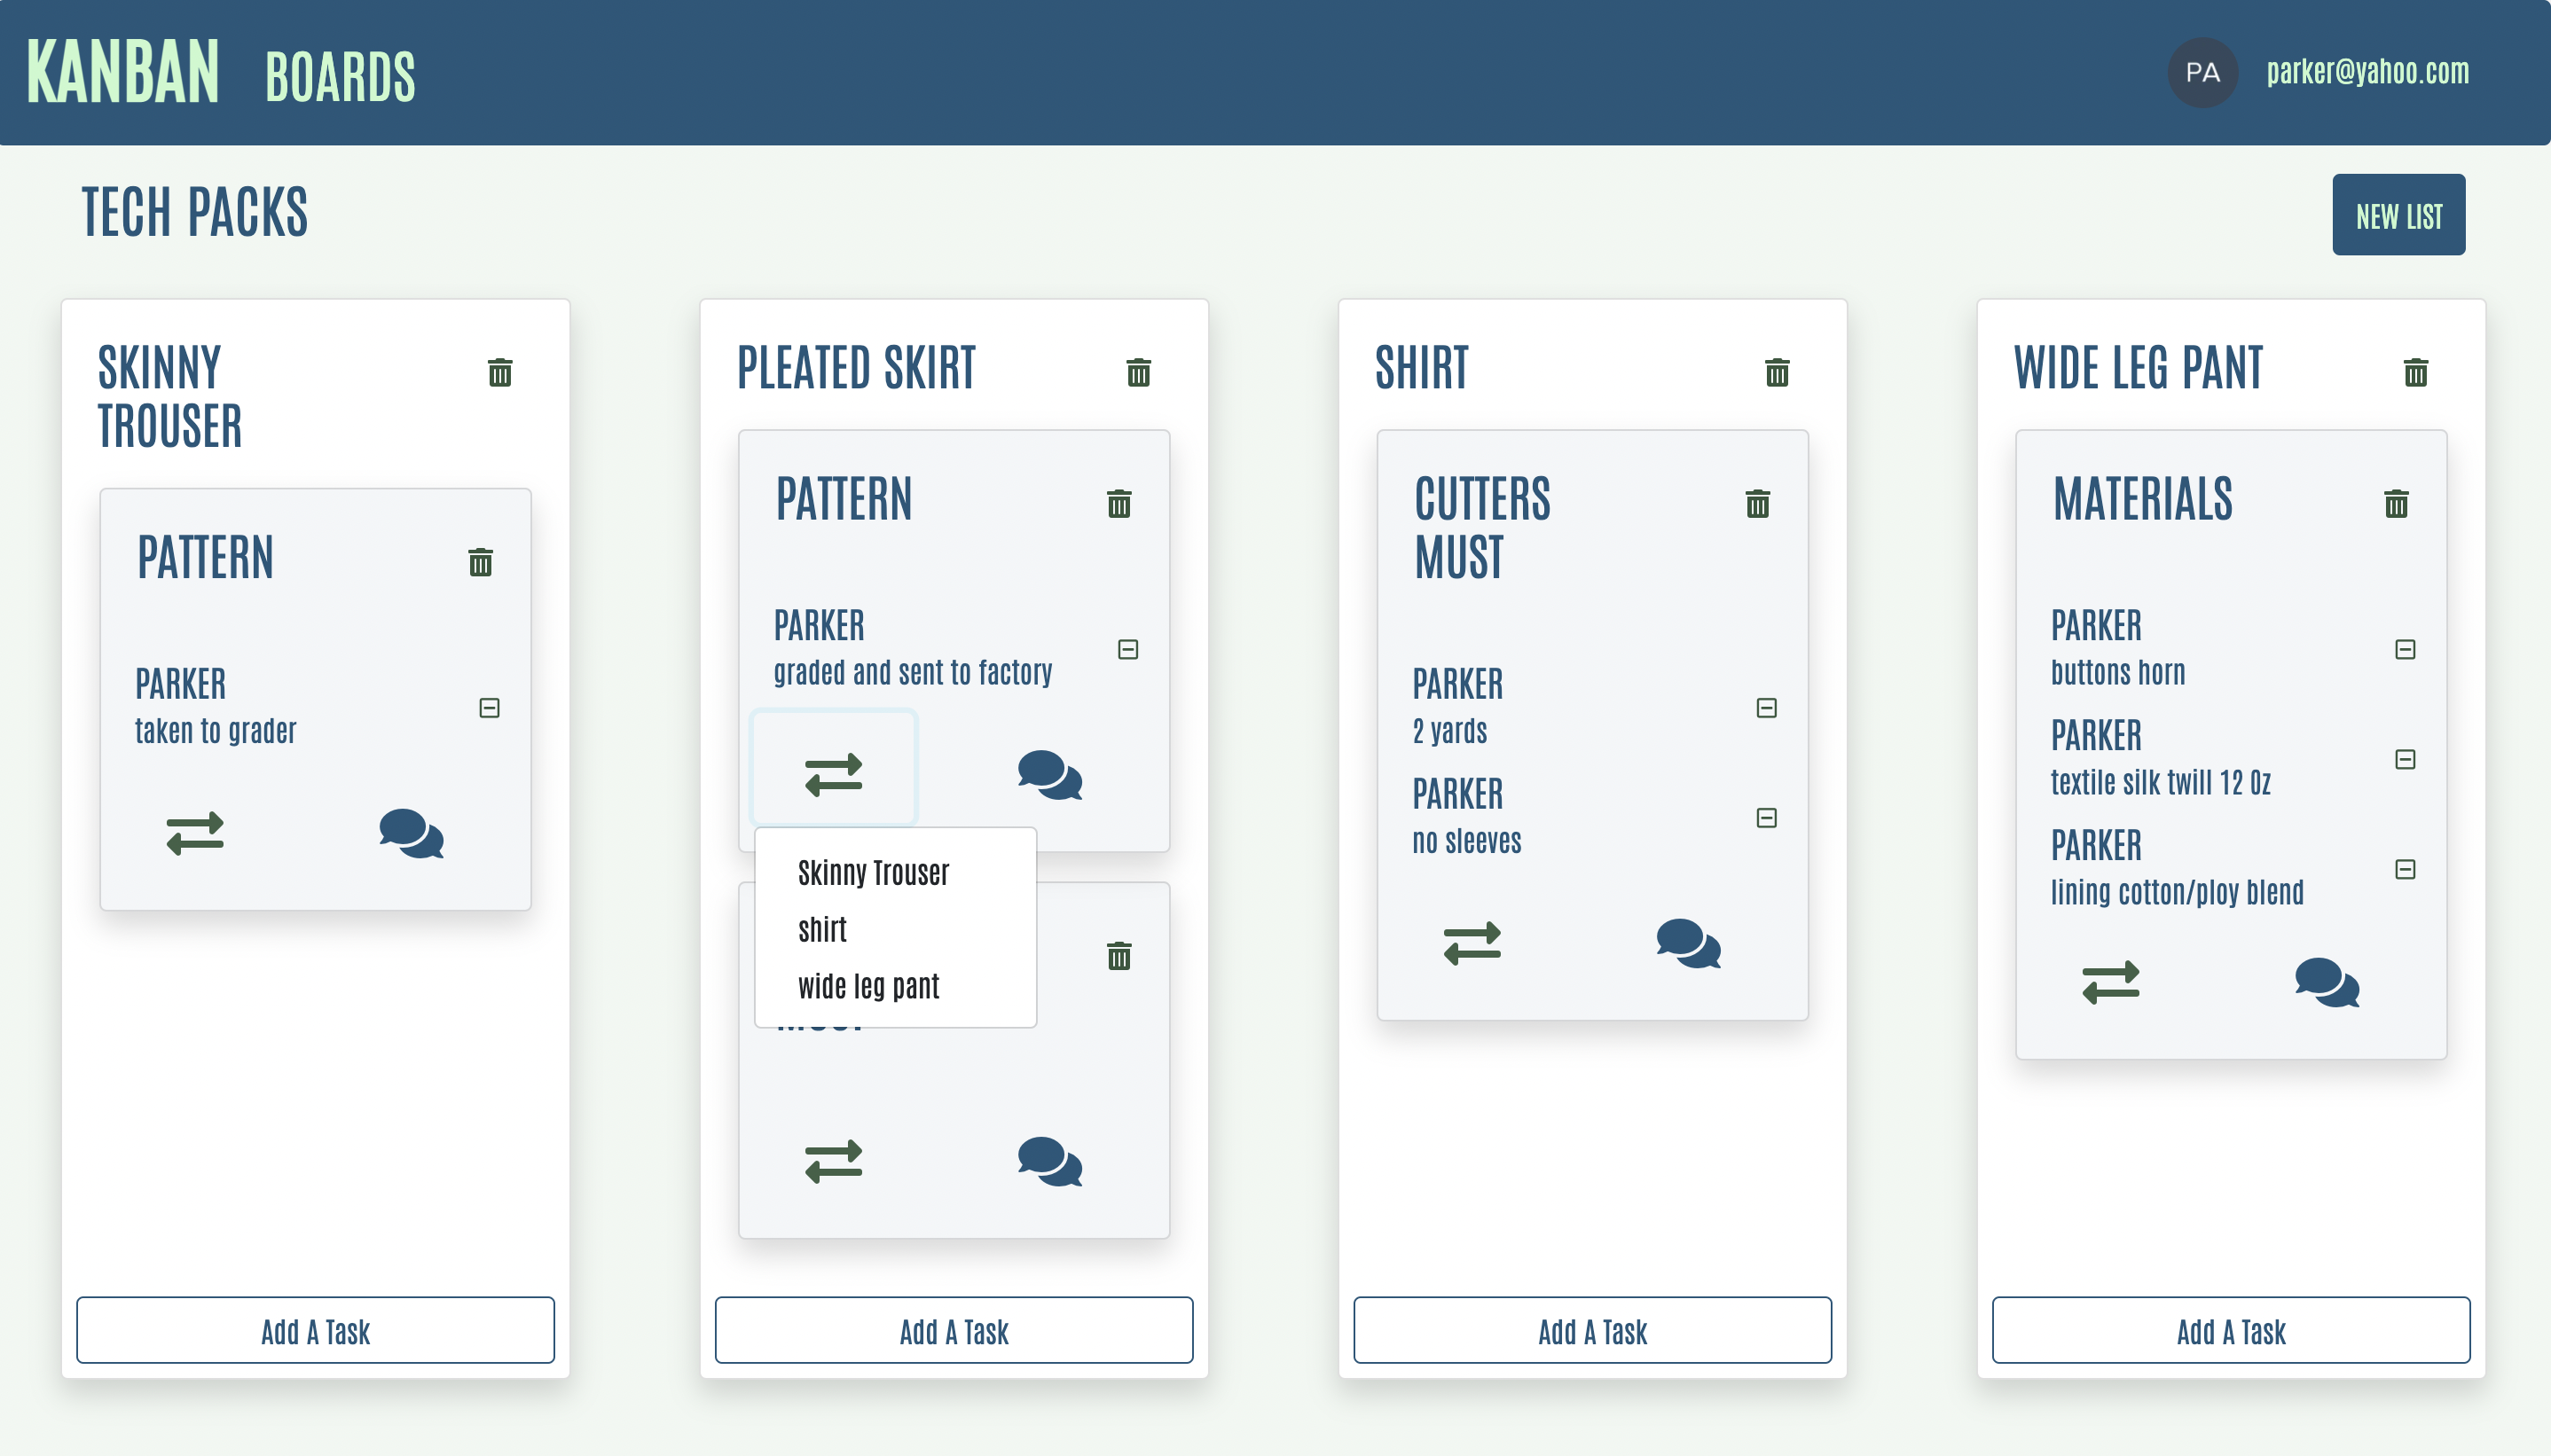 KANBAN BOARDS
PA parker@yahoo.com
TECH PACKS
NEW LIST
SKINNY
TROUSER
PATTERN
PARKER
taken to grader
Add A Task
PLEATED SKIRT
PATTERN
PARKER
graded and sent to factory
Skinny Trouser
shirt
wide leg pant
Add A Task
SHIRT
CUTTERS
MUST
PARKER
2 yards
PARKER
no sleeves
Add A Task
WIDE LEG PANT
MATERIALS
PARKER
buttons horn
PARKER
textile silk twill 12 Oz
PARKER
lining cotton/ploy blend
Add A Task